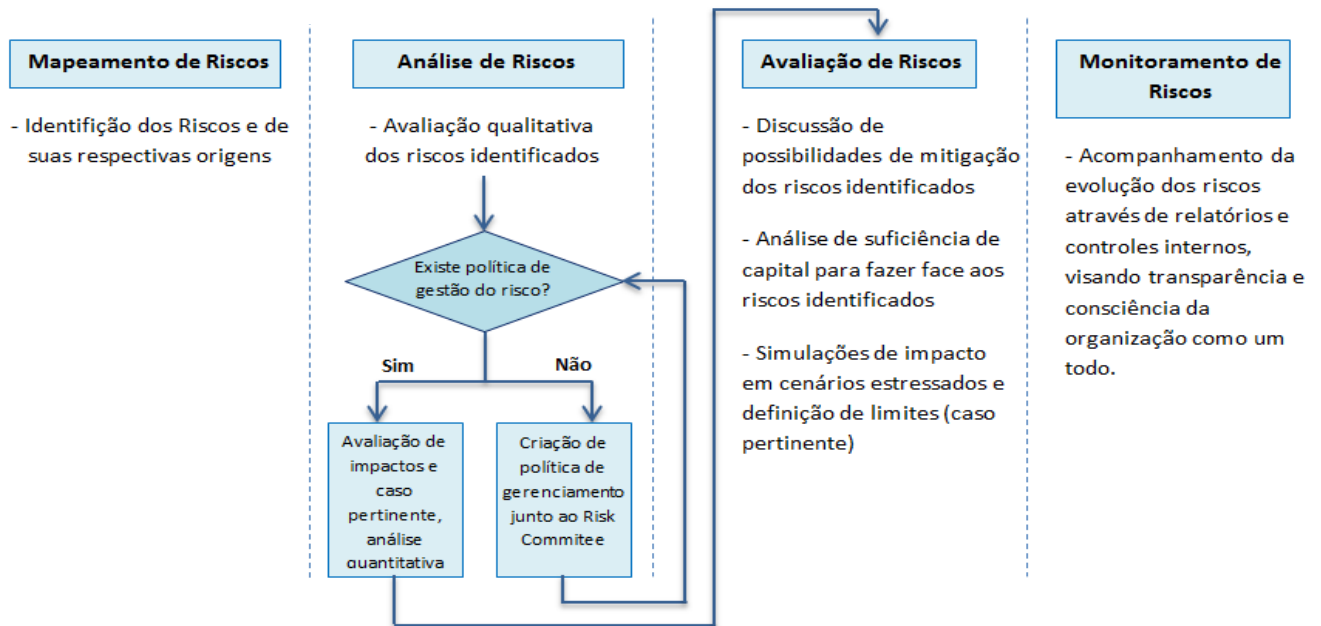 Mapeamento de Riscos
- Identifição dos Riscos e de
suas respectivas origens
Análise de Riscos
- Avaliação qualitativa
dos riscos identificados
Existe política de
gestão do risco?
Sim
Não
Avaliação de
impactos e
caso
pertinente,
análise
quantitativa
Criação de
política de
gerenciamento
junto ao Risk
Commitee
Avaliação de Riscos
- Discussão de
possibilidades de mitigação
dos riscos identificados
- Análise de suficiência de
capital para fazer face aos
riscos identificados
- Simulações de impacto
em cenários estressados e
definição de limites (caso
pertinente)
Monitoramento de
Riscos
- Acompanhamento da
evolução dos riscos
através de relatórios e
controles internos,
visando transparência e
consciência da
organização como um
todo.